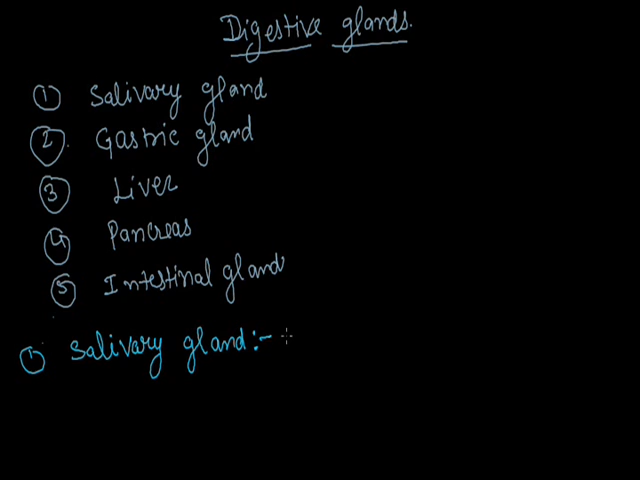 Digestive glands.
① Salivary gland
② Gastric gland
③ Liver
④ Pancreas
⑤ Intestinal gland
① Salivary gland :-